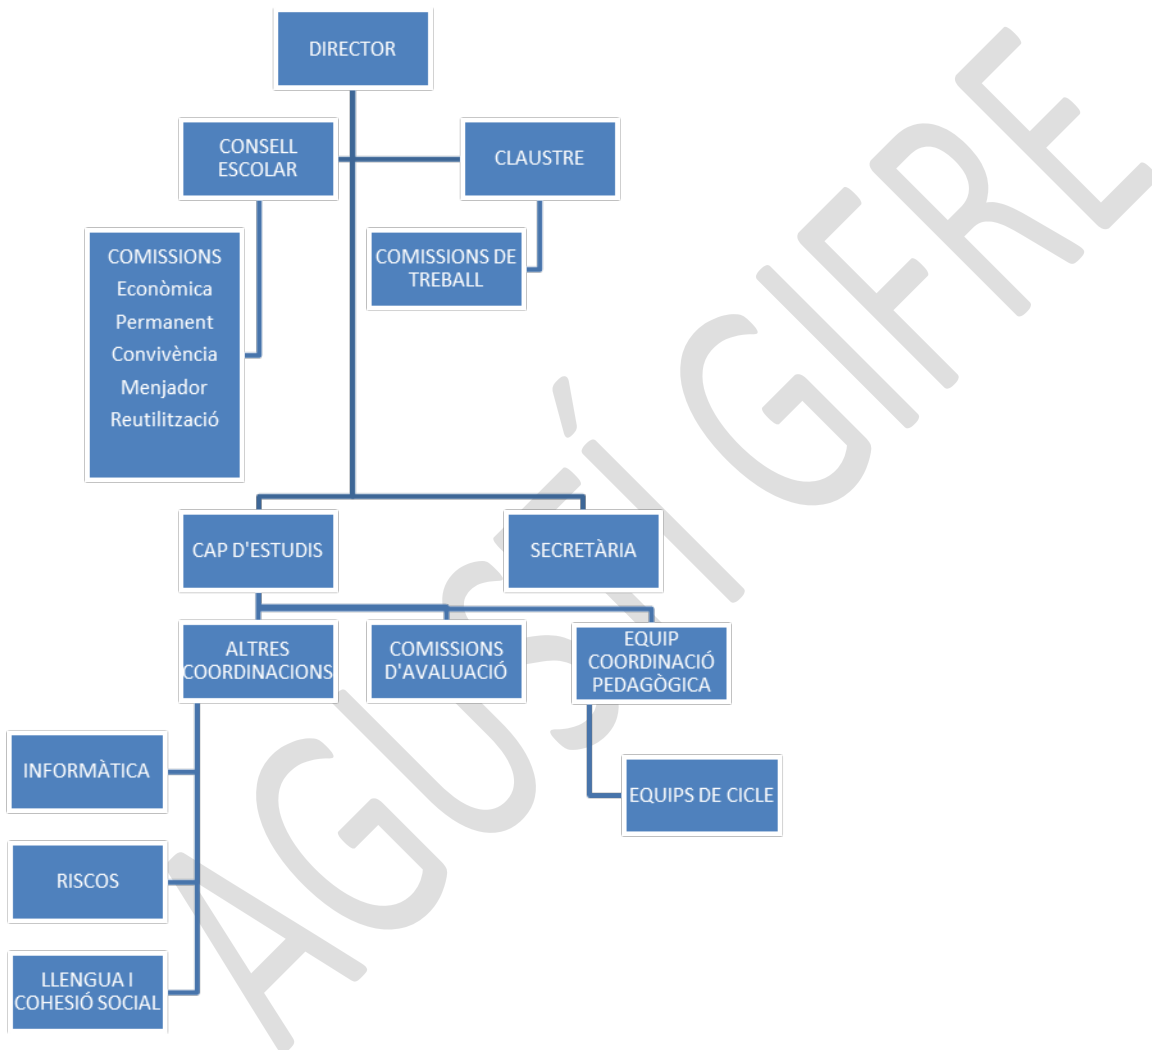 DIRECTOR
CONSELL
ESCOLAR
CLAUSTRE
COMISSIONS
Econòmica
Permanent
Convivència
Menjador
Reutilització
COMISSIONS DE
TREBALL
CAP D'ESTUDIS
SECRETÀRIA
ALTRES
COORDINACIONS
COMISSIONS
D'AVALUACIÓ
EQUIP
COORDINACIÓ
PEDAGÒGICA
INFORMÀTICA
EQUIPS DE CICLE
RISCOS
LLENGUA I
COHESIÓ SOCIAL
AGUSTÍ GIFRE